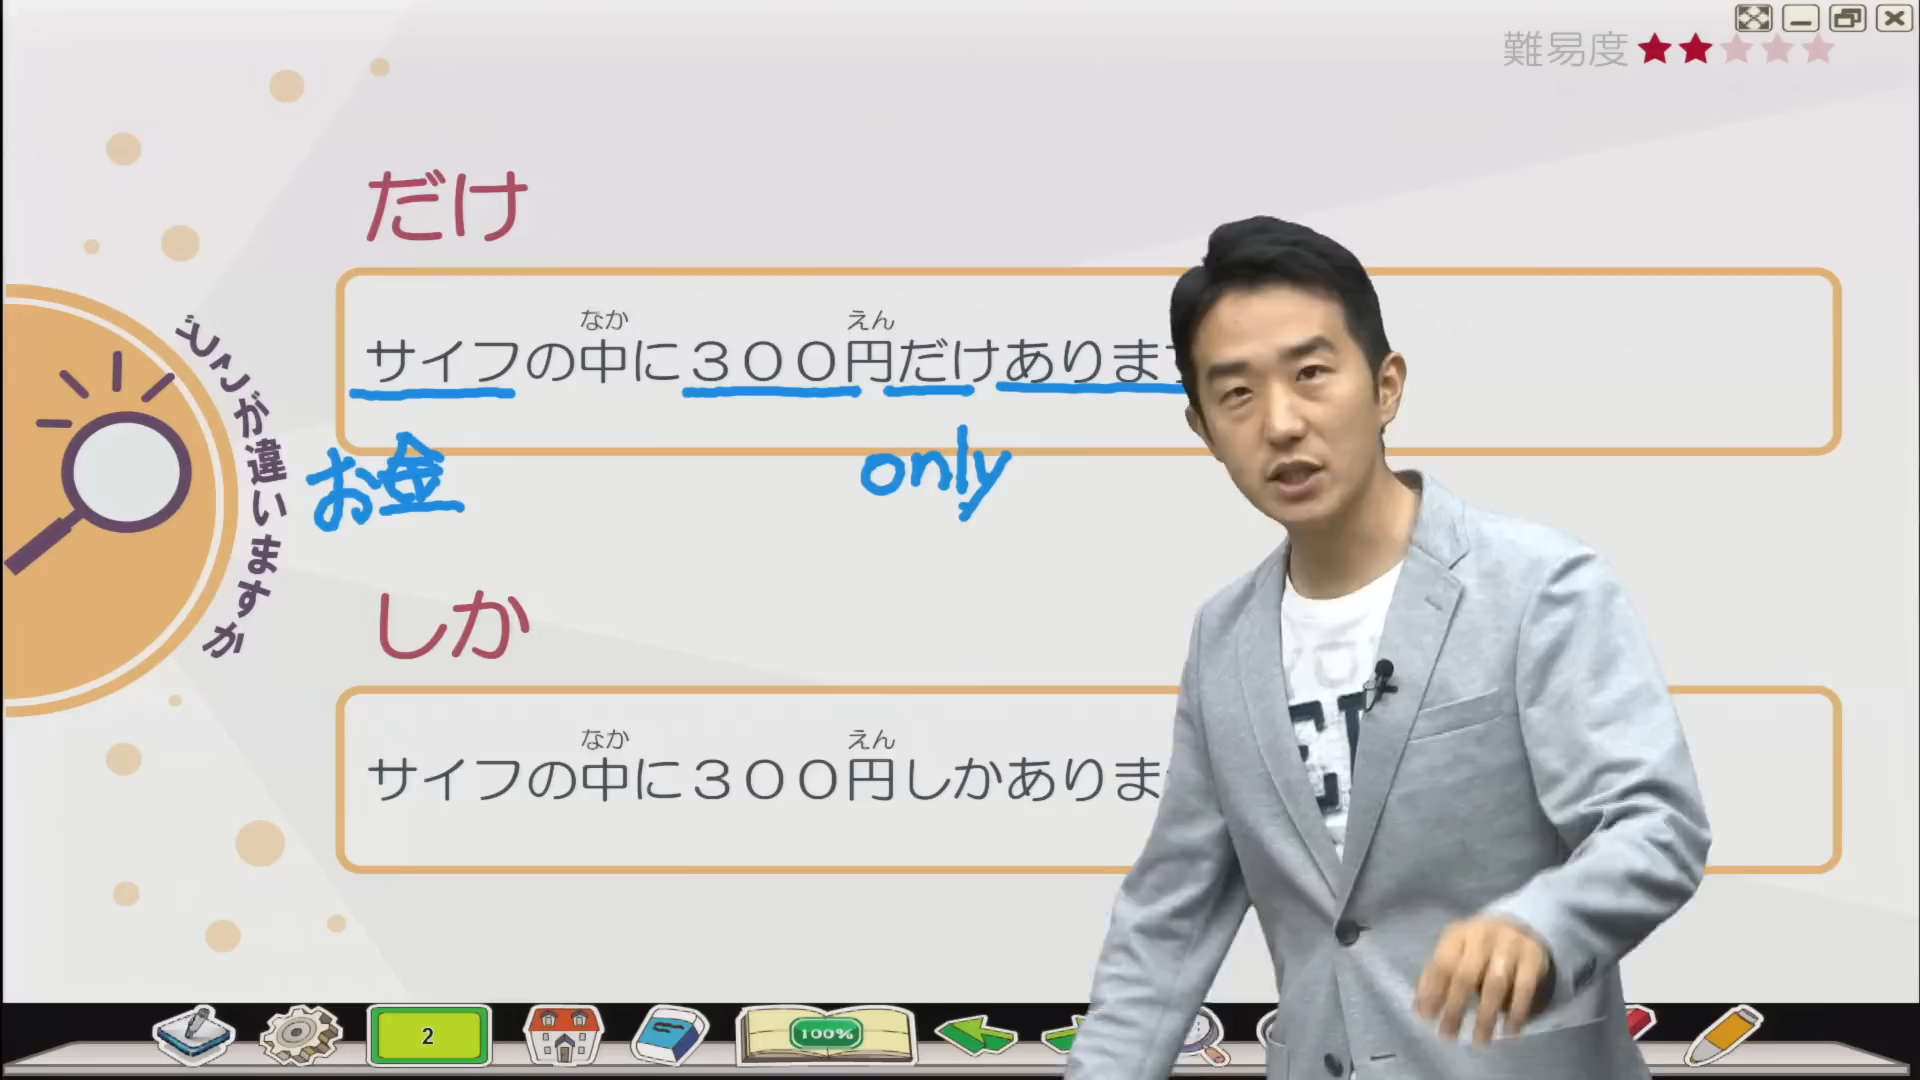 難易度
だけ
なか えん
サイフの中に３００円だけありま
お金 only
どこが違いますか
しか
なか えん
サイフの中に３００円しかありま
2
100%